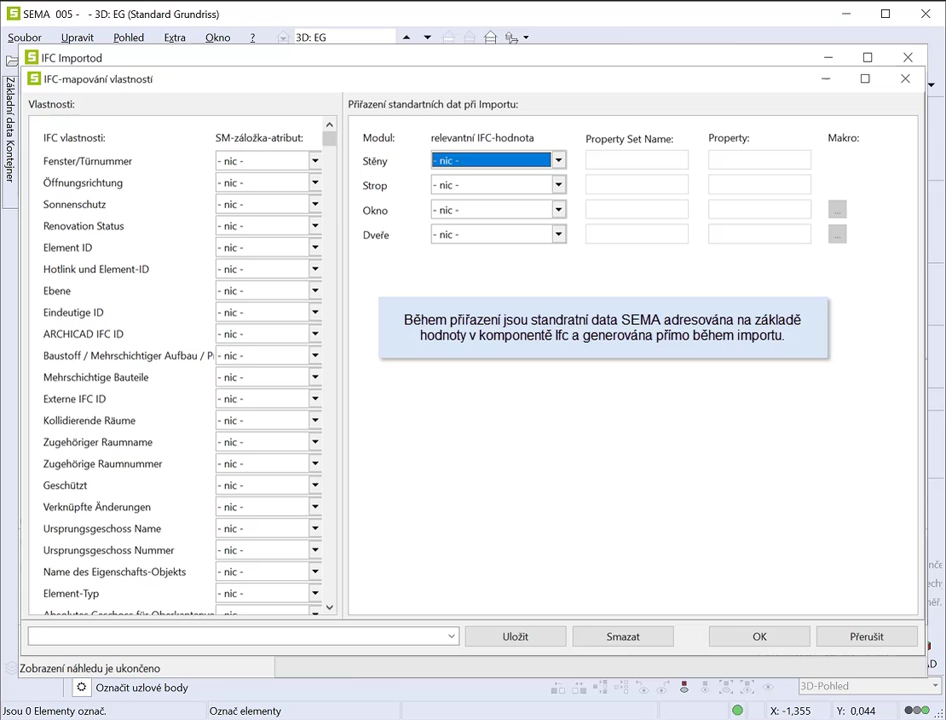 SEMA 005 - - 3D: EG (Standard Grundriss)
Soubor Upravit Pohled Extra Okno ? 3D: EG
IFC Importod
IFC-mapování vlastností
Základní data Kontejner
Vlastnosti:
IFC vlastnosti: SM-záložka-atribut:
Fenster/Türnummer - nic -
Öffnungsrichtung - nic -
Sonnenschutz - nic -
Renovation Status - nic -
Element ID - nic -
Hotlink und Element-ID - nic -
Ebene - nic -
Eindeutige ID - nic -
ARCHICAD IFC ID - nic -
Baustoff / Mehrschichtiger Aufbau / P - nic -
Mehrschichtige Bauteile - nic -
Externe IFC ID - nic -
Kollidierende Räume - nic -
Zugehöriger Raumname - nic -
Zugehörige Raumnummer - nic -
Geschützt - nic -
Verknüpfte Änderungen - nic -
Ursprungsgeschoss Name - nic -
Ursprungsgeschoss Nummer - nic -
Name des Eigenschafts-Objekts - nic -
Element-Typ - nic -
Přiřazení standartních dat při Importu:
Modul: relevantní IFC-hodnota Property Set Name: Property: Makro:
Stěny - nic -
Strop - nic -
Okno - nic - ...
Dveře - nic - ...
Během přiřazení jsou standratní data SEMA adresována na základě
hodnoty v komponentě Ifc a generována přímo během importu.
Uložit Smazat OK Přerušit
Zobrazení náhledu je ukončeno
Označit uzlové body 3D-Pohled
Jsou 0 Elementy označ. Označ elementy X: -1,355 Y: 0,044